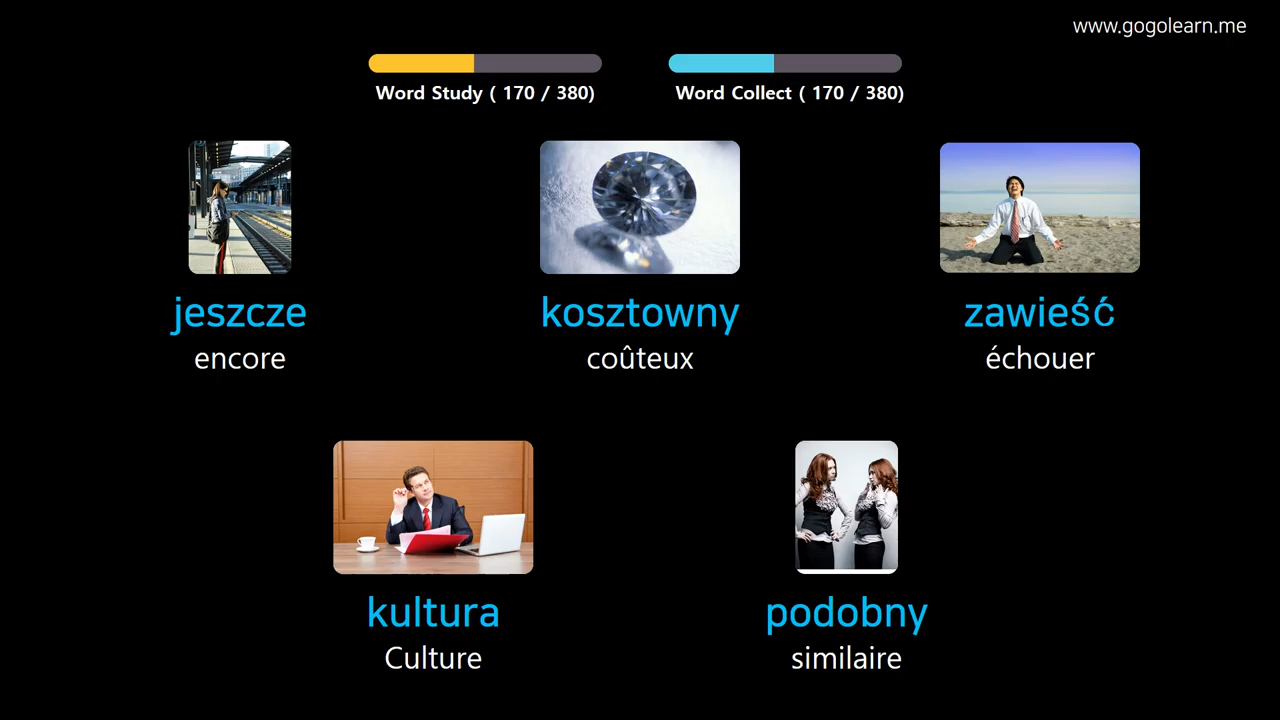 www.gogolearn.me
Word Study ( 170 / 380)
Word Collect ( 170 / 380)
jeszcze
encore
kosztowny
coûteux
zawieść
échouer
kultura
Culture
podobny
similaire